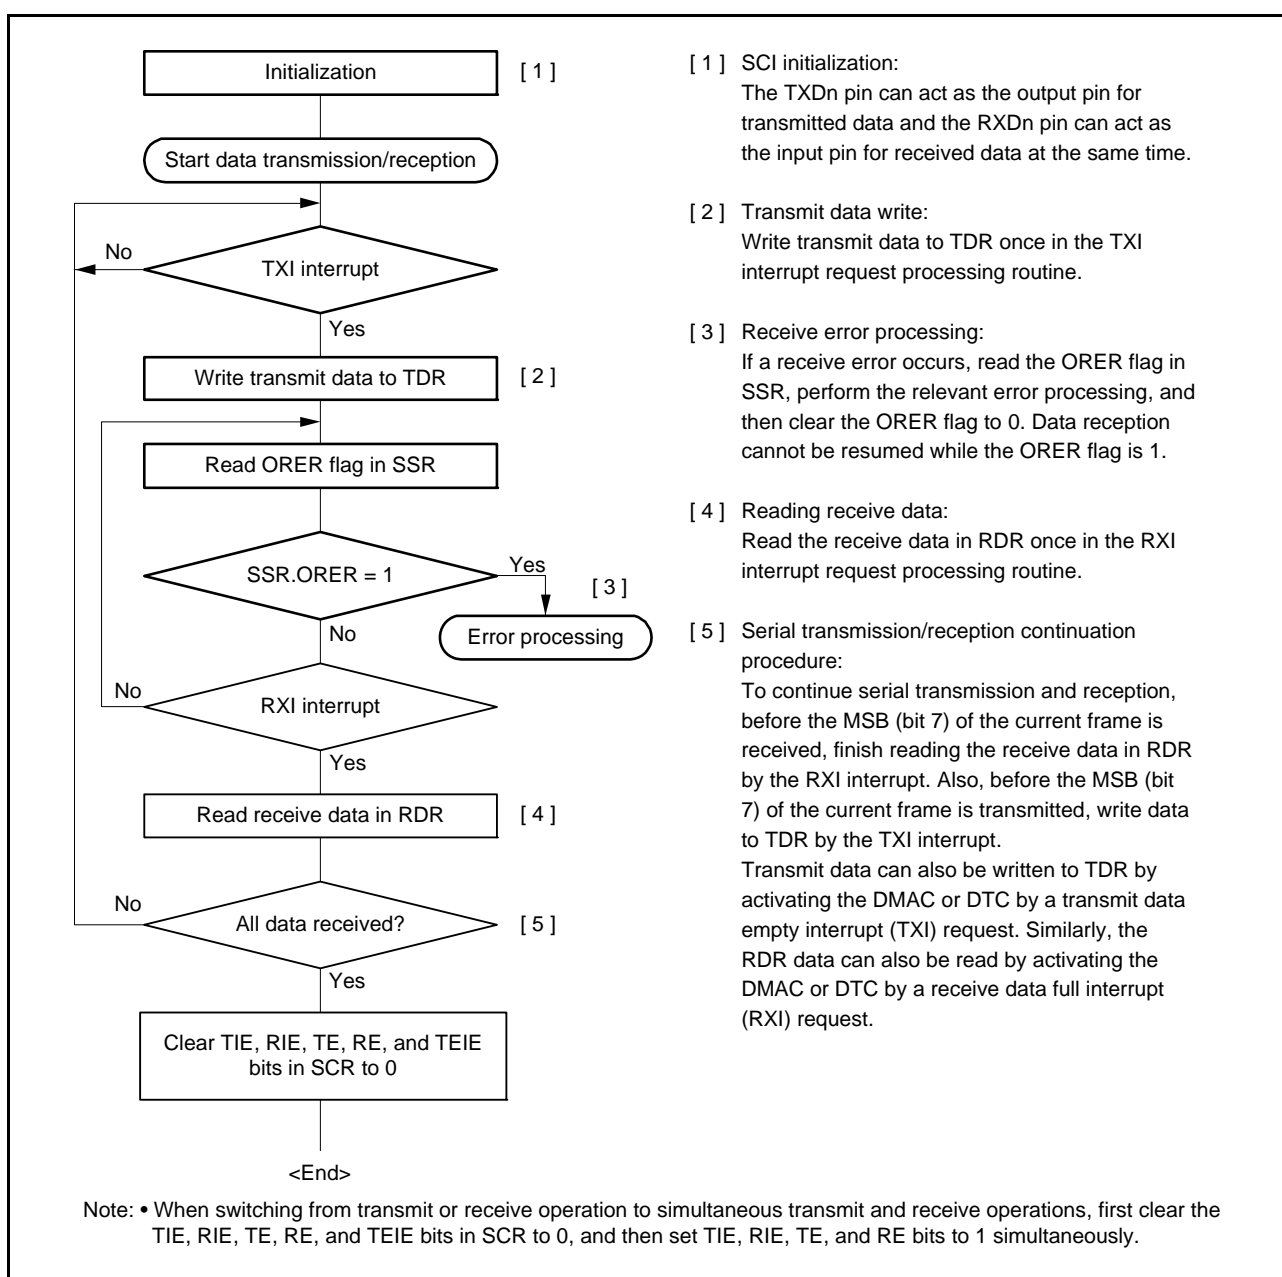 Initialization
[ 1 ]
Start data transmission/reception
No
TXI interrupt
Yes
Write transmit data to TDR
[ 2 ]
Read ORER flag in SSR
SSR.ORER = 1
Yes
[ 3 ]
No
Error processing
No
RXI interrupt
Yes
Read receive data in RDR
[ 4 ]
No
All data received?
[ 5 ]
Yes
Clear TIE, RIE, TE, RE, and TEIE
bits in SCR to 0
<End>
[ 1 ] SCI initialization:
The TXDn pin can act as the output pin for
transmitted data and the RXDn pin can act as
the input pin for received data at the same time.
[ 2 ] Transmit data write:
Write transmit data to TDR once in the TXI
interrupt request processing routine.
[ 3 ] Receive error processing:
If a receive error occurs, read the ORER flag in
SSR, perform the relevant error processing, and
then clear the ORER flag to 0. Data reception
cannot be resumed while the ORER flag is 1.
[ 4 ] Reading receive data:
Read the receive data in RDR once in the RXI
interrupt request processing routine.
[ 5 ] Serial transmission/reception continuation
procedure:
To continue serial transmission and reception,
before the MSB (bit 7) of the current frame is
received, finish reading the receive data in RDR
by the RXI interrupt. Also, before the MSB (bit
7) of the current frame is transmitted, write data
to TDR by the TXI interrupt.
Transmit data can also be written to TDR by
activating the DMAC or DTC by a transmit data
empty interrupt (TXI) request. Similarly, the
RDR data can also be read by activating the
DMAC or DTC by a receive data full interrupt
(RXI) request.
Note: • When switching from transmit or receive operation to simultaneous transmit and receive operations, first clear the
TIE, RIE, TE, RE, and TEIE bits in SCR to 0, and then set TIE, RIE, TE, and RE bits to 1 simultaneously.